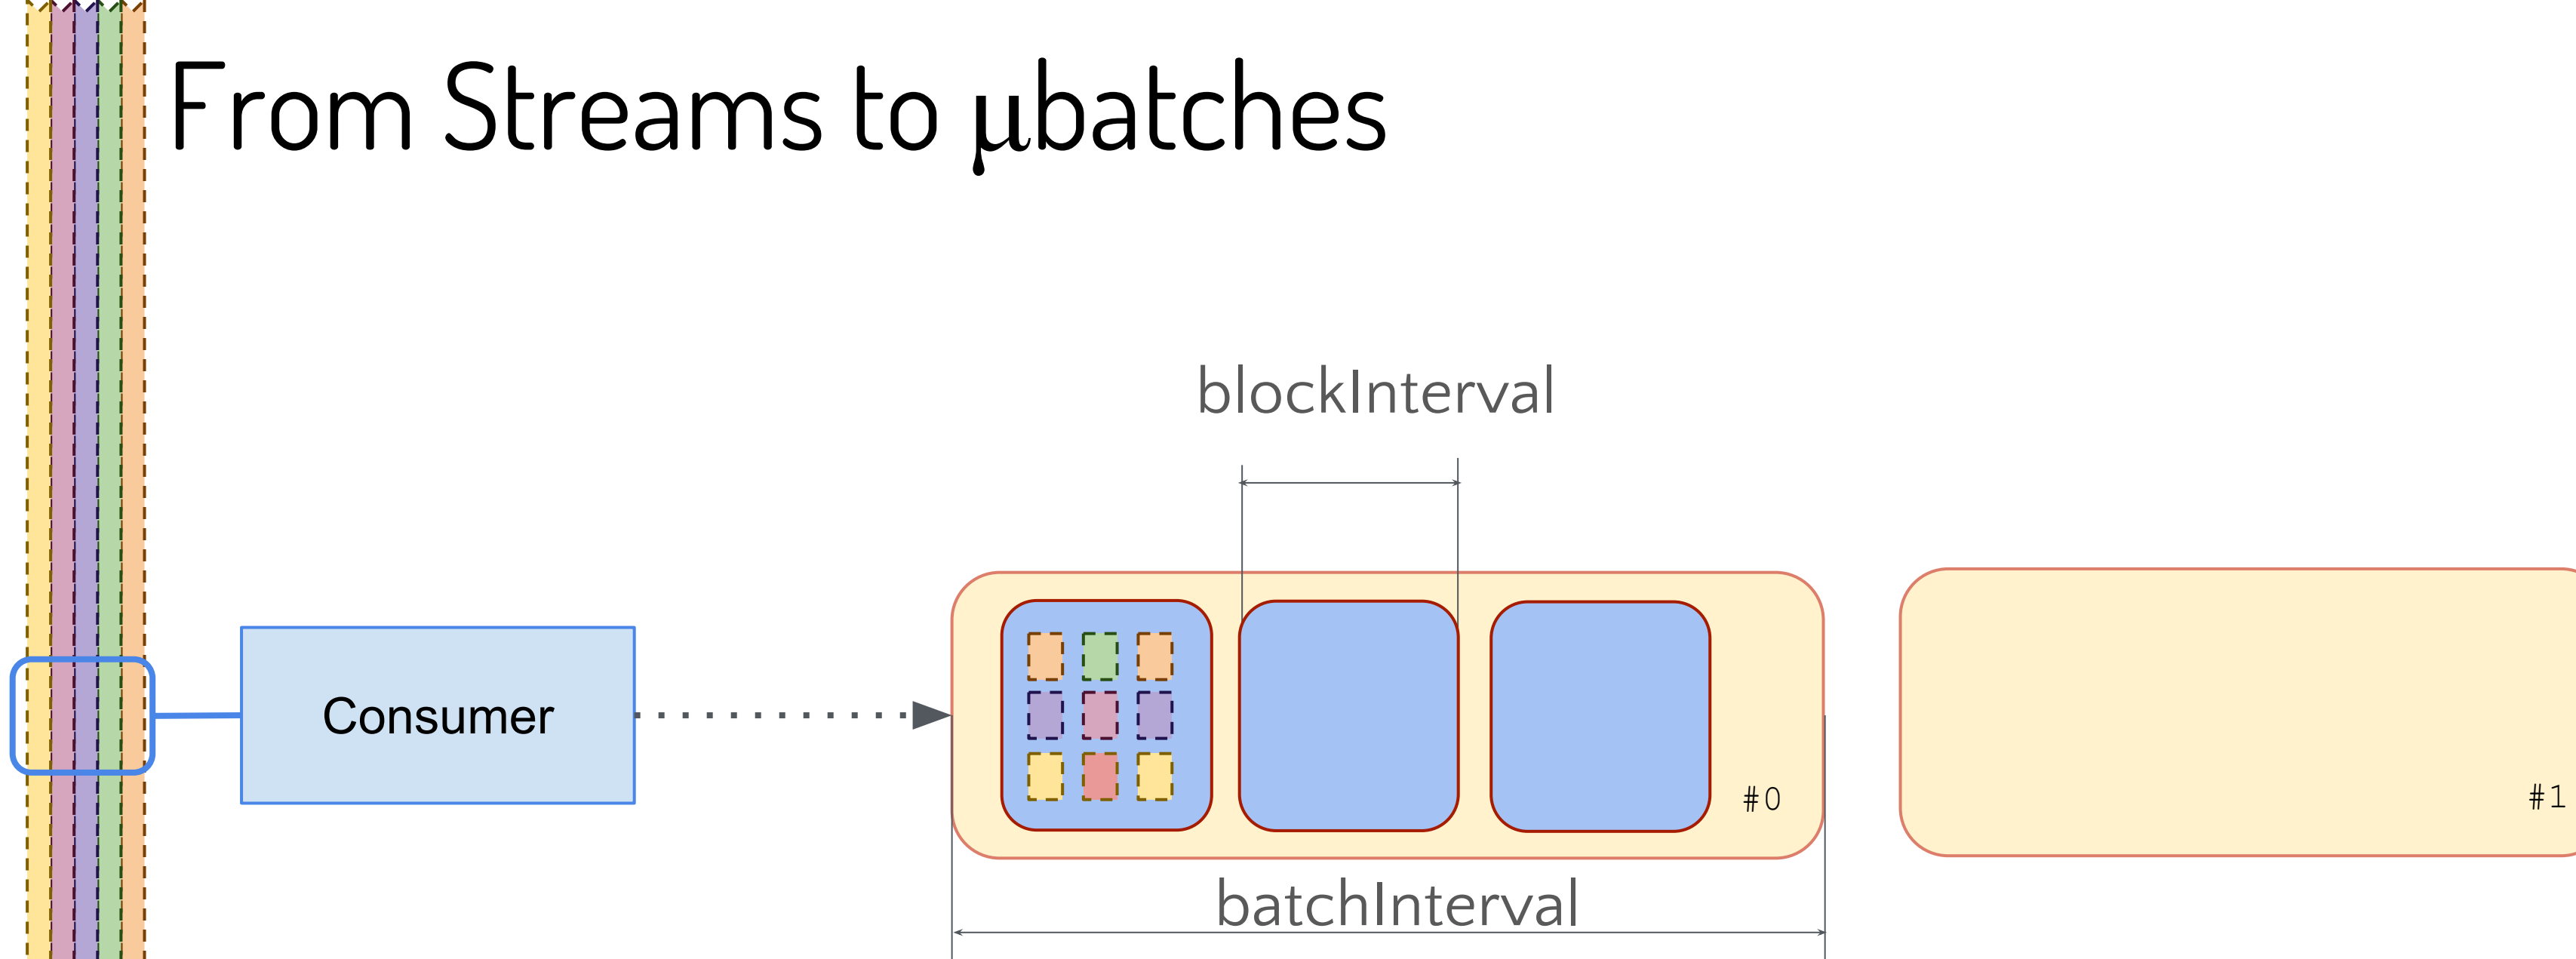 From Streams to μbatches
blockInterval
Consumer
#0
#1
batchInterval